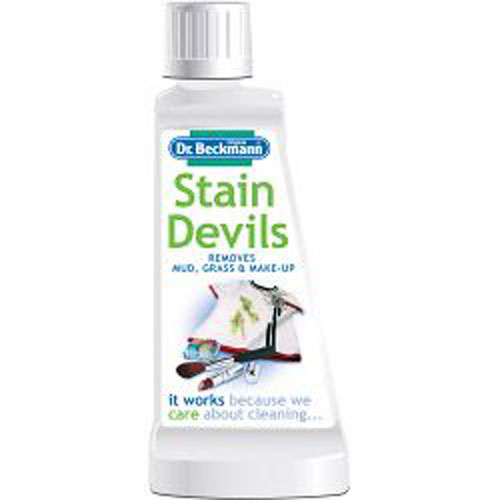 Dr. Beckmann
Stain
Devils
REMOVES
MUD, GRASS & MAKE-UP
it works because we
care about cleaning...